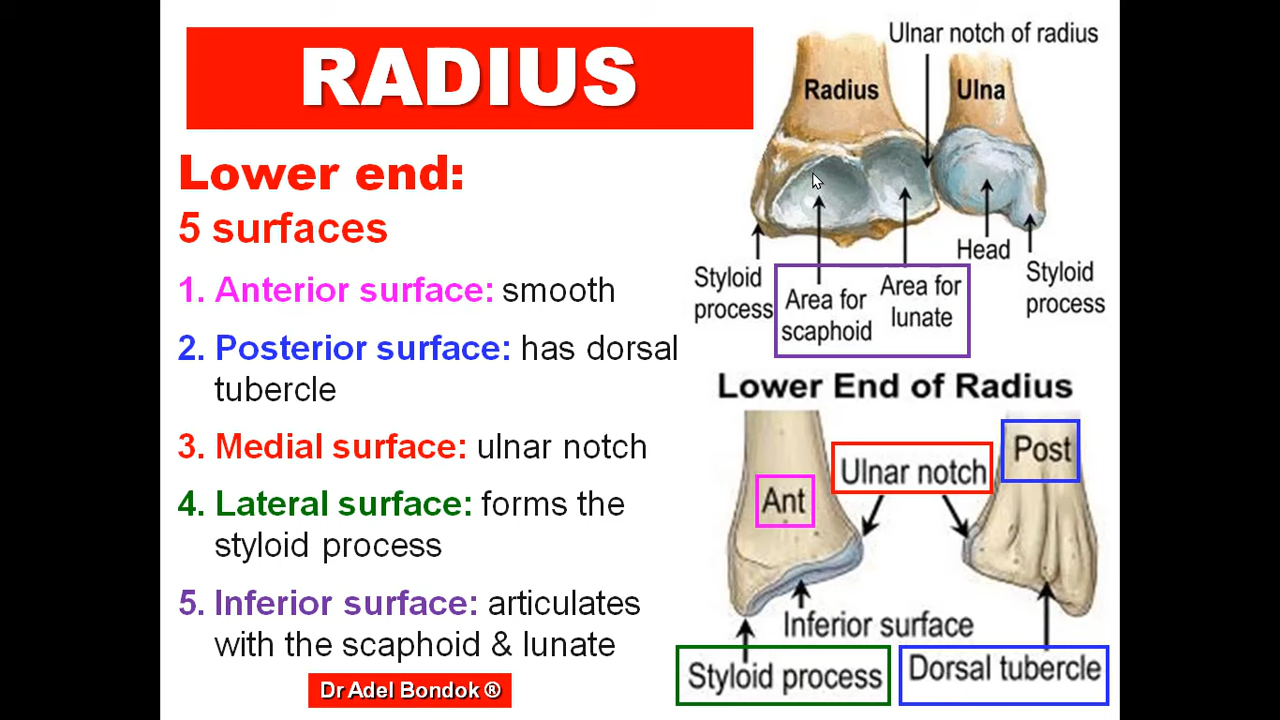 RADIUS
Lower end:
5 surfaces
1. Anterior surface: smooth
2. Posterior surface: has dorsal
tubercle
3. Medial surface: ulnar notch
4. Lateral surface: forms the
styloid process
5. Inferior surface: articulates
with the scaphoid & lunate
Dr Adel Bondok ®
Ulnar notch of radius
Radius
Ulna
Head
Styloid
process
Area for
scaphoid
Area for
lunate
Styloid
process
Lower End of Radius
Ant
Ulnar notch
Post
Inferior surface
Styloid process
Dorsal tubercle